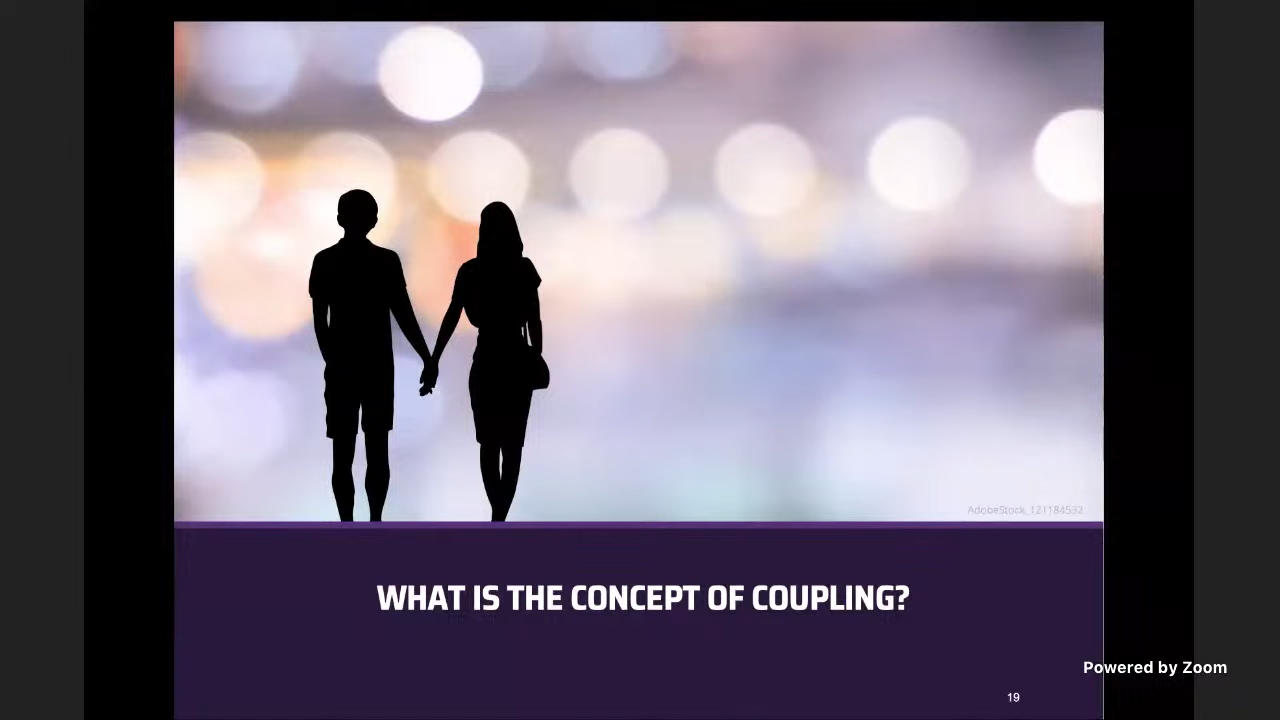 AdobeStock_121184532
WHAT IS THE CONCEPT OF COUPLING?
Powered by Zoom
19